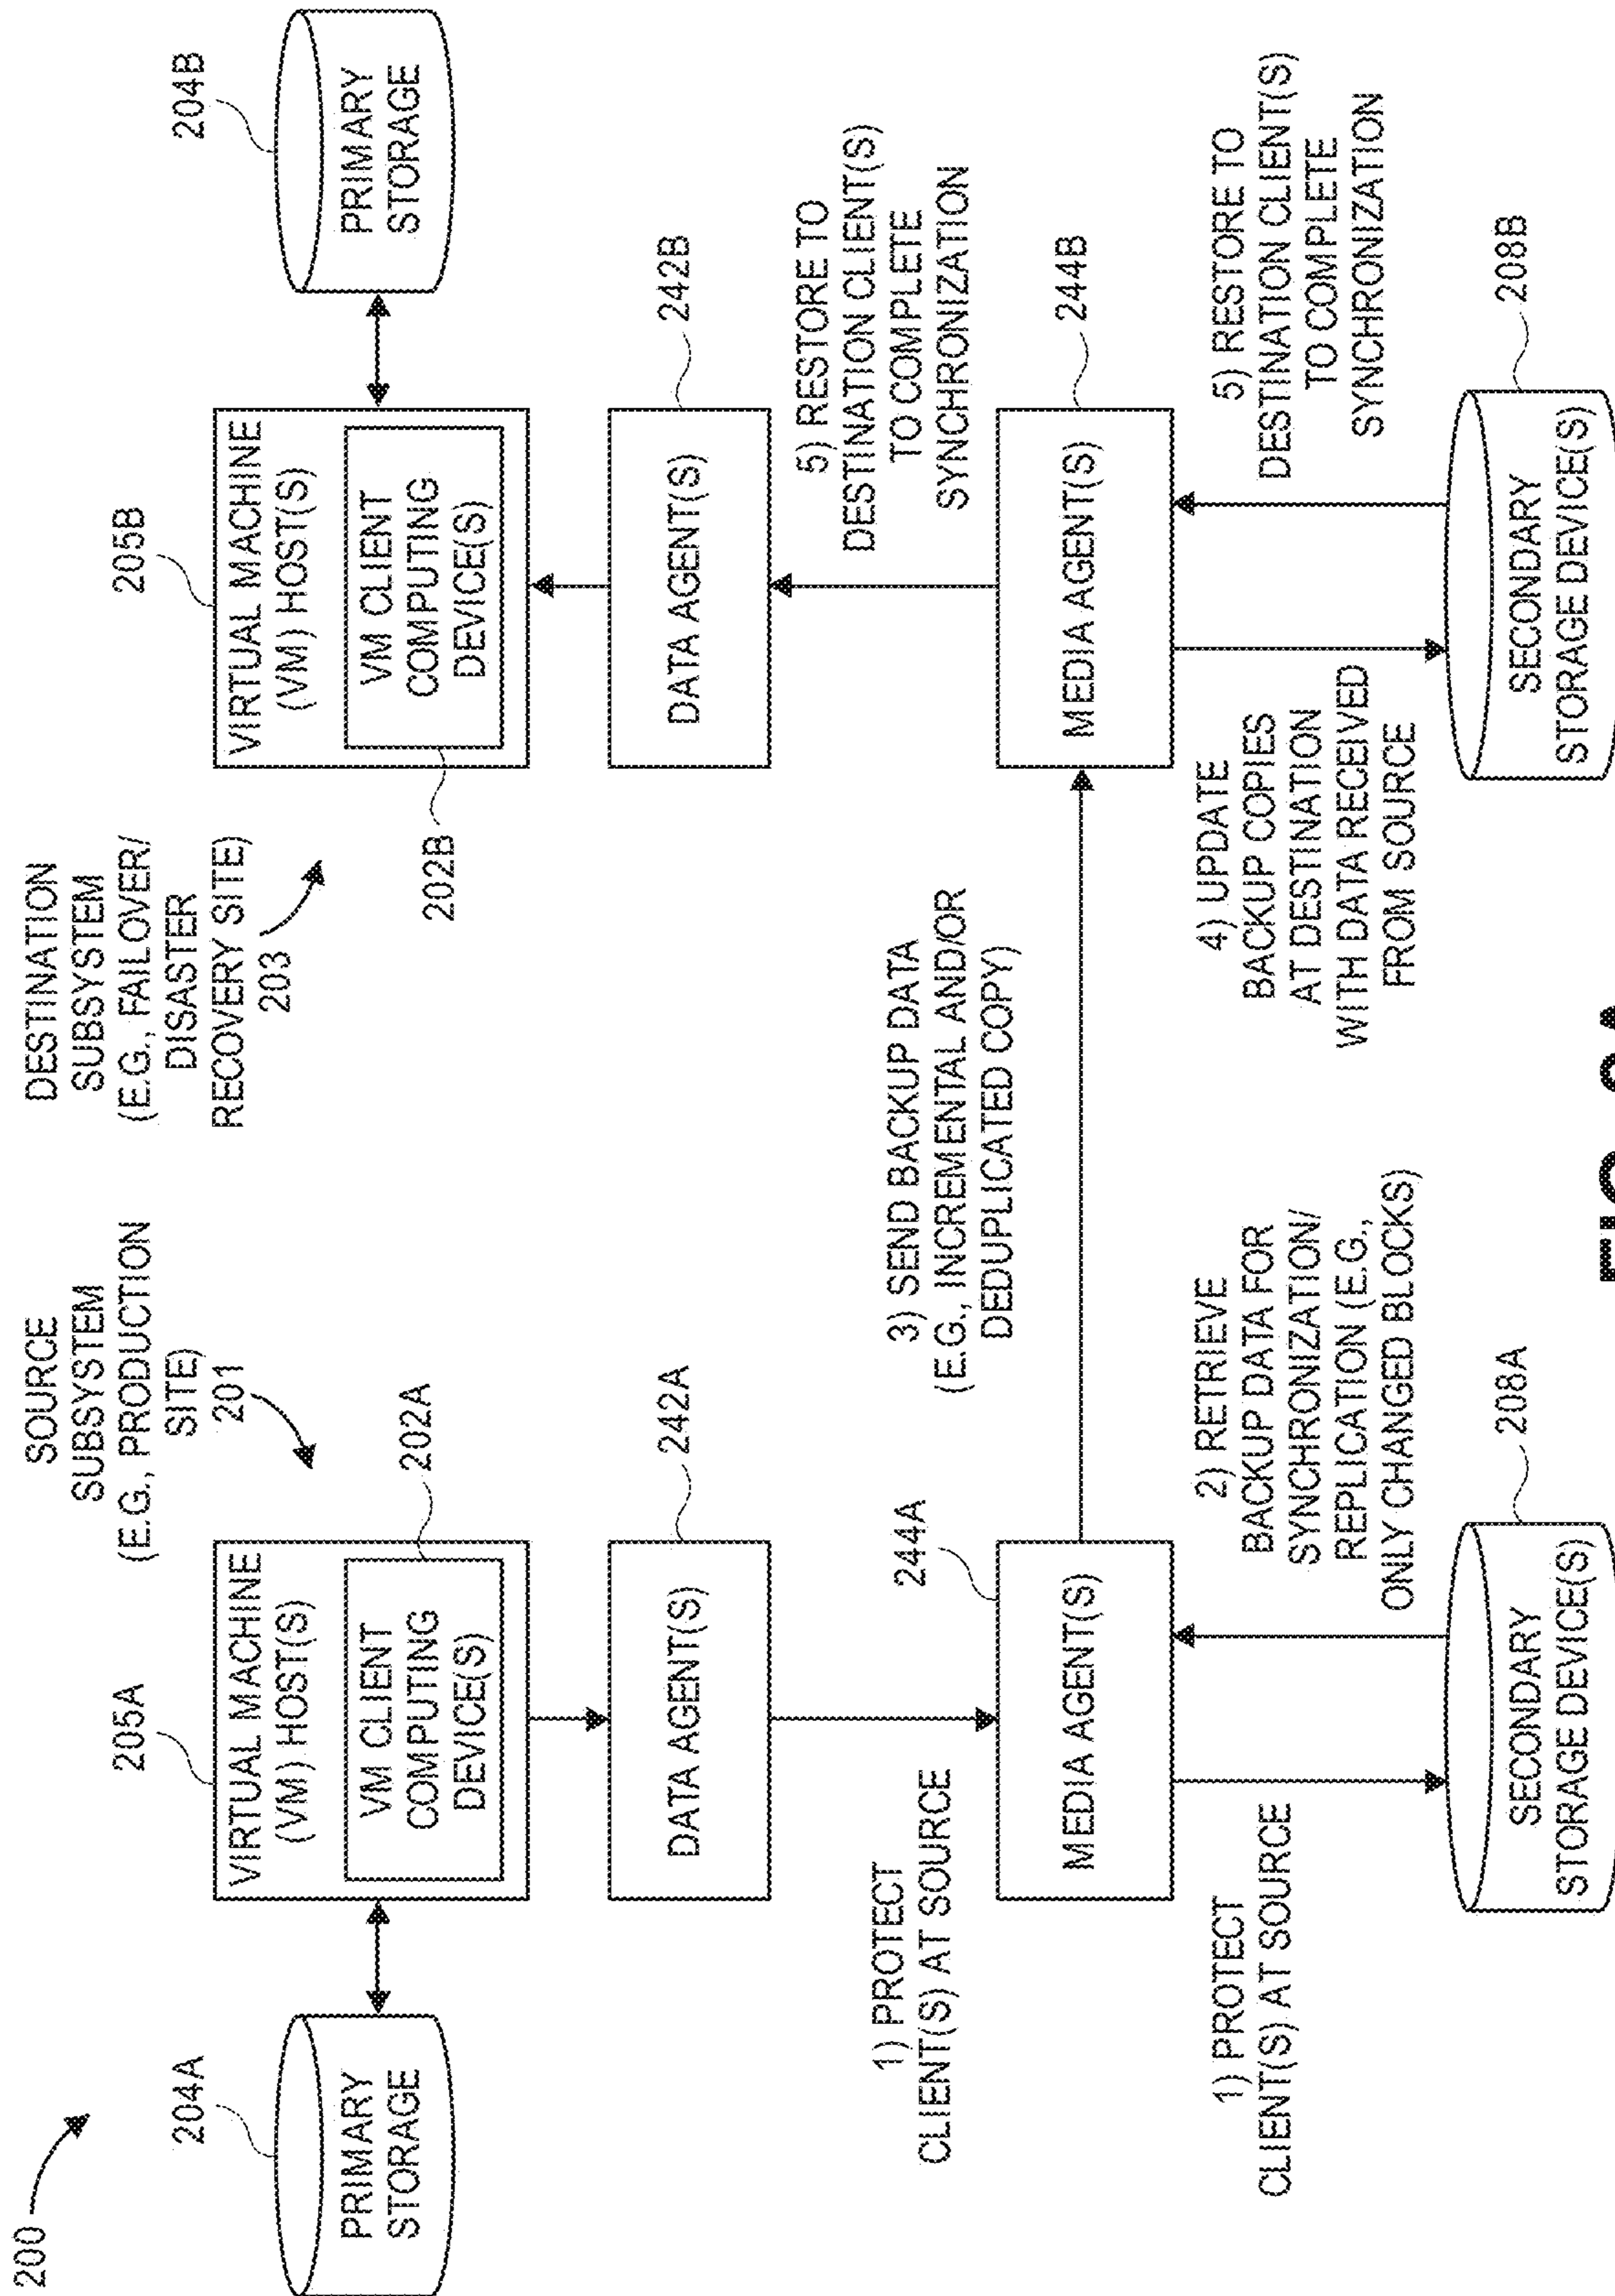 200
SOURCE
SUBSYSTEM
(E.G., PRODUCTION
SITE)
201
DESTINATION
SUBSYSTEM
(E.G., FAILOVER/
DISASTER
RECOVERY SITE)
203
204A
PRIMARY
STORAGE
205A
VIRTUAL MACHINE
(VM) HOST(S)
VM CLIENT
COMPUTING
DEVICE(S)
202A
205B
VIRTUAL MACHINE
(VM) HOST(S)
VM CLIENT
COMPUTING
DEVICE(S)
202B
204B
PRIMARY
STORAGE
DATA AGENT(S)
242A
DATA AGENT(S)
242B
1) PROTECT
CLIENT(S) AT SOURCE
3) SEND BACKUP DATA
(E.G., INCREMENTAL AND/OR
DEDUPLICATED COPY)
5) RESTORE TO
DESTINATION CLIENT(S)
TO COMPLETE
SYNCHRONIZATION
244A
MEDIA AGENT(S)
MEDIA AGENT(S)
244B
1) PROTECT
CLIENT(S) AT SOURCE
2) RETRIEVE
BACKUP DATA FOR
SYNCHRONIZATION/
REPLICATION (E.G.,
ONLY CHANGED BLOCKS)
4) UPDATE
BACKUP COPIES
AT DESTINATION
WITH DATA RECEIVED
FROM SOURCE
5) RESTORE TO
DESTINATION CLIENT(S)
TO COMPLETE
SYNCHRONIZATION
SECONDARY
STORAGE DEVICE(S)
208A
SECONDARY
STORAGE DEVICE(S)
208B